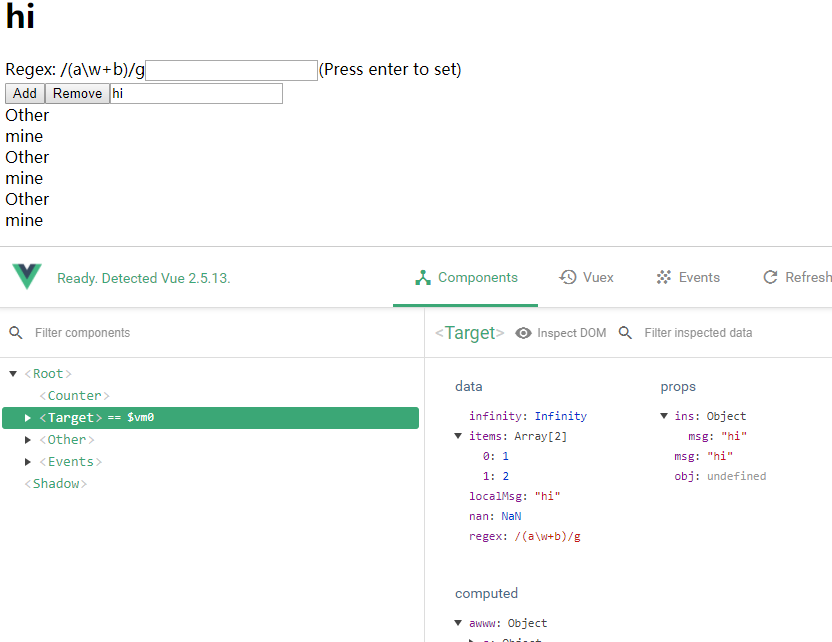 hi
Regex: /(a\w+b)/g (Press enter to set)
Add Remove hi
Other
mine
Other
mine
Other
mine
Ready. Detected Vue 2.5.13. Components Vuex Events Refresh
Filter components
<Target> Inspect DOM Filter inspected data
<Root>
<Counter>
<Target> == $vm0
<Other>
<Events>
<Shadow>
data
infinity: Infinity
items: Array[2]
0: 1
1: 2
localMsg: "hi"
nan: NaN
regex: /(a\w+b)/g
props
ins: Object
msg: "hi"
msg: "hi"
obj: undefined
computed
awww: Object